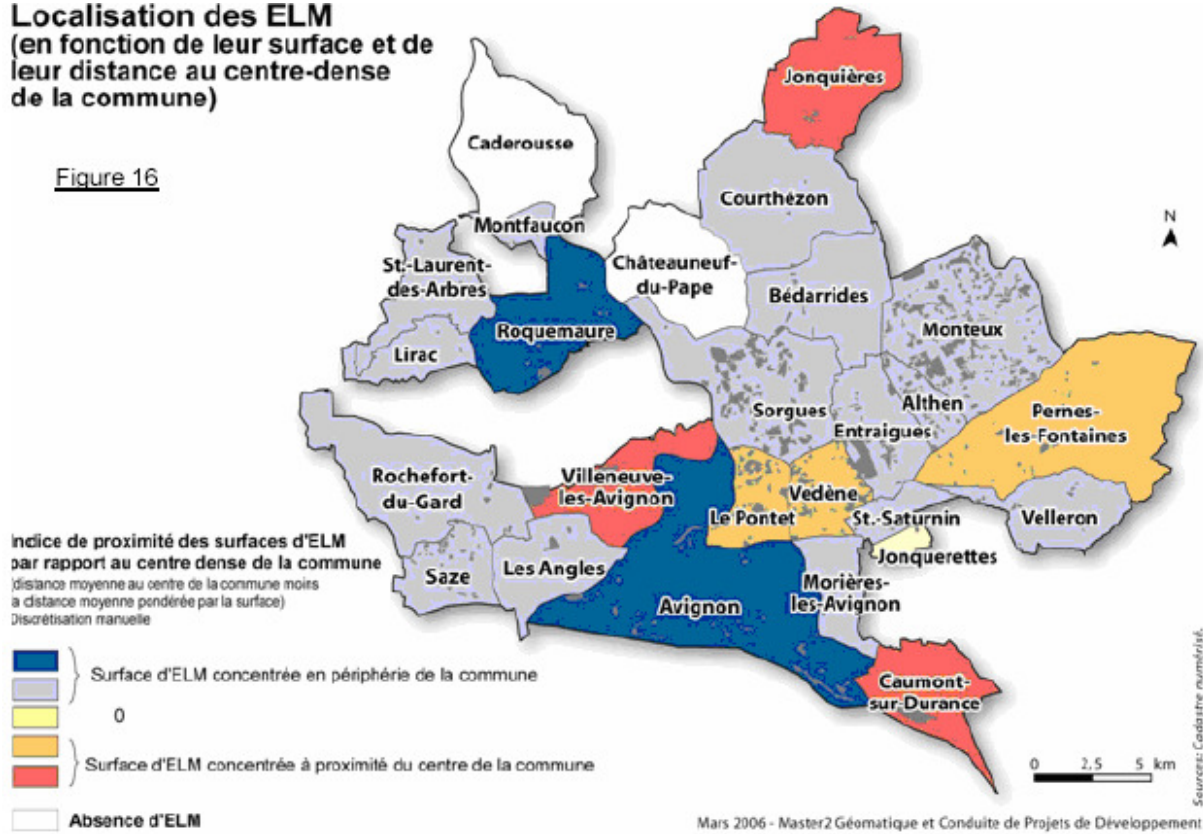 Localisation des ELM
(en fonction de leur surface et de
leur distance au centre-dense
de la commune)
Figure 16
Jonquières
Caderousse
Courthézon
Montfaucon
N
St.-Laurent-
des-Arbres
Châteauneuf-
du-Pape
Bédarrides
Roquemaure
Monteux
Lirac
Sorgues
Althen
Entraigues
Pernes-
les-Fontaines
Rochefort-
du-Gard
Villeneuve-
les-Avignon
Vedène
Le Pontet
St.-Saturnin
Velleron
Jonquerettes
Les Angles
Saze
Morières-
les-Avignon
Avignon
Caumont-
sur-Durance
Indice de proximité des surfaces d'ELM
par rapport au centre dense de la commune
(distance moyenne au centre de la commune moins
la distance moyenne pondérée par la surface)
Discrétisation manuelle
Surface d'ELM concentrée en périphérie de la commune
0
Surface d'ELM concentrée à proximité du centre de la commune
Absence d'ELM
0 2,5 5 km
Sources: Cadastre numérisé.
Mars 2006 - Master2 Géomatique et Conduite de Projets de Développement